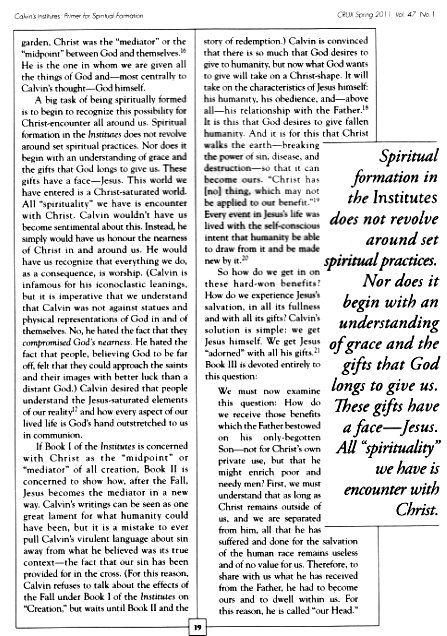 Calvin's Institutes: Primer for Spiritual Formation
CRUX Spring 2011 Vol. 47 No. 1
garden, Christ was the "mediator" or the
"midpoint" between God and themselves.16
He is the one in whom we are given all
the things of God and—most centrally to
Calvin's thought—God himself.
A big task of being spiritually formed
is to begin to recognize this possibility for
Christ-encounter all around us. Spiritual
formation in the Institutes does not revolve
around set spiritual practices. Nor does it
begin with an understanding of grace and
the gifts that God longs to give us. These
gifts have a face—Jesus. This world we
have entered is a Christ-saturated world.
All "spirituality" we have is encounter
with Christ. Calvin wouldn't have us
become sentimental about this. Instead, he
simply would have us honour the nearness
of Christ in and around us. He would
have us recognize that everything we do,
as a consequence, is worship. (Calvin is
infamous for his iconoclastic leanings,
but it is imperative that we understand
that Calvin was not against statues and
physical representations of God in and of
themselves. No, he hated the fact that they
compromised God's nearness. He hated the
fact that people, believing God to be far
off, felt that they could approach the saints
and their images with better luck than a
distant God.) Calvin desired that people
understand the Jesus-saturated elements
of our reality17 and how every aspect of our
lived life is God's hand outstretched to us
in communion.
If Book I of the Institutes is concerned
with Christ as the "midpoint" or
"mediator" of all creation, Book II is
concerned to show how, after the Fall,
Jesus becomes the mediator in a new
way. Calvin's writings can be seen as one
great lament for what humanity could
have been, but it is a mistake to ever
pull Calvin's virulent language about sin
away from what he believed was its true
context—the fact that our sin has been
provided for in the cross. (For this reason,
Calvin refuses to talk about the effects of
the Fall under Book I of the Institutes on
"Creation," but waits until Book II and the
story of redemption.) Calvin is convinced
that there is so much that God desires to
give to humanity, but now what God wants
to give will take on a Christ-shape. It will
take on the characteristics of Jesus himself:
his humanity, his obedience, and—above
all—his relationship with the Father.18
It is this that God desires to give fallen
humanity. And it is for this that Christ
walks the earth—breaking
the power of sin, disease, and
destruction—so that it can
become ours. "Christ has
[no] thing, which may not
be applied to our benefit."19
Every event in Jesus's life was
lived with the self-conscious
intent that humanity be able
to draw from it and be made
new by it.20
So how do we get in on
these hard-won benefits?
How do we experience Jesus's
salvation, in all its fullness
and with all its gifts? Calvin's
solution is simple: we get
Jesus himself. We get Jesus
"adorned" with all his gifts.21
Book III is devoted entirely to
this question:
We must now examine
this question: How do
we receive those benefits
which the Father bestowed
on his only-begotten
Son—not for Christ's own
private use, but that he
might enrich poor and
needy men? First, we must
understand that as long as
Christ remains outside of
us, and we are separated
from him, all that he has
suffered and done for the salvation
of the human race remains useless
and of no value for us. Therefore, to
share with us what he has received
from the Father, he had to become
ours and to dwell within us. For
this reason, he is called "our Head."
Spiritual
formation in
the Institutes
does not revolve
around set
spiritual practices.
Nor does it
begin with an
understanding
of grace and the
gifts that God
longs to give us.
These gifts have
a face—Jesus.
All "spirituality"
we have is
encounter with
Christ.
19